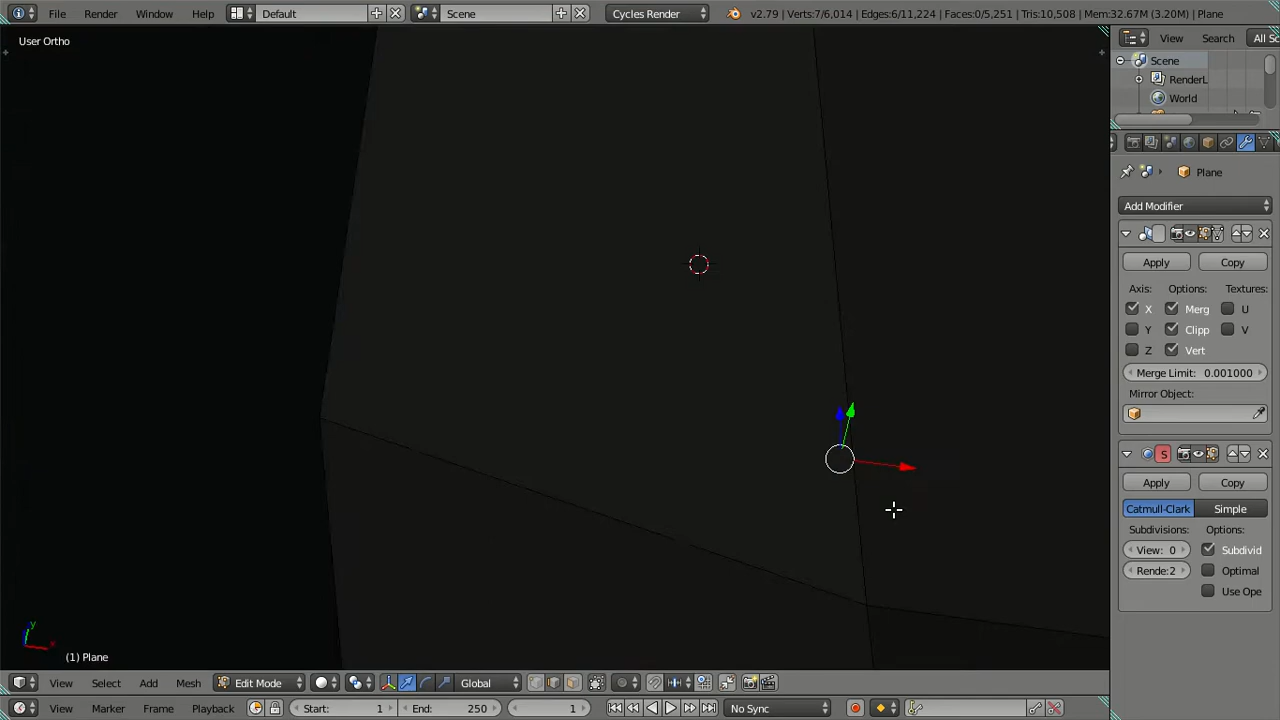 File Render Window Help Default Scene Cycles Render v2.79 | Verts:7/6,014 | Edges:6/11,224 | Faces:0/5,251 | Tris:10,508 | Mem:32.67M (3.20M) | Plane
User Ortho
View Search All Sc
Scene
RenderL
World
Plane
Add Modifier
Apply Copy
Axis: Options: Textures:
X Merg U
Y Clipp V
Z Vert
Merge Limit: 0.001000
Mirror Object:
S
Apply Copy
Catmull-Clark Simple
Subdivisions: Options:
View: 0 Subdivid
Rende:2 Optimal
Use Ope
y
x
(1) Plane
View Select Add Mesh Edit Mode Global
View Marker Frame Playback Start: 1 End: 250 1 No Sync